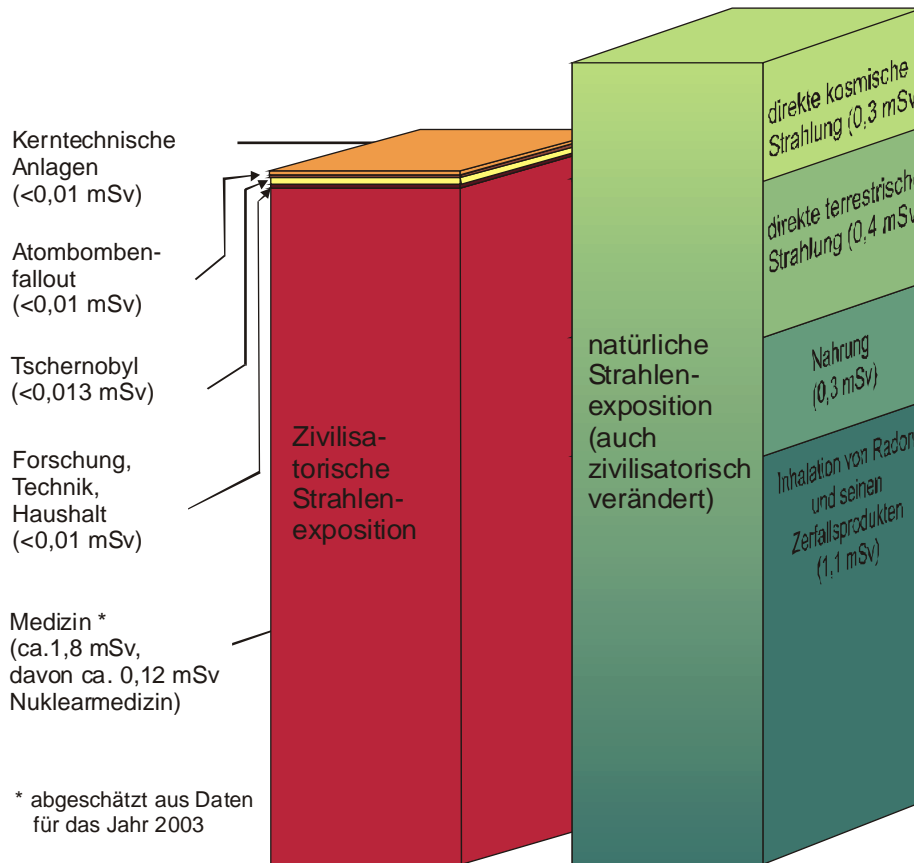 Kerntechnische
Anlagen
(<0,01 mSv)
Atombomben-
fallout
(<0,01 mSv)
Tschernobyl
(<0,013 mSv)
Forschung,
Technik,
Haushalt
(<0,01 mSv)
Medizin *
(ca.1,8 mSv,
davon ca. 0,12 mSv
Nuklearmedizin)
* abgeschätzt aus Daten
für das Jahr 2003
Zivilisa-
torische
Strahlen-
exposition
natürliche
Strahlen-
exposition
(auch
zivilisatorisch
verändert)
direkte kosmische
Strahlung (0,3 mSv
direkte terrestrische
Strahlung (0,4 mSv
Nahrung
(0,3 mSv)
Inhalation von Radon
und seinen
Zerfallsprodukten
(1,1 mSv)